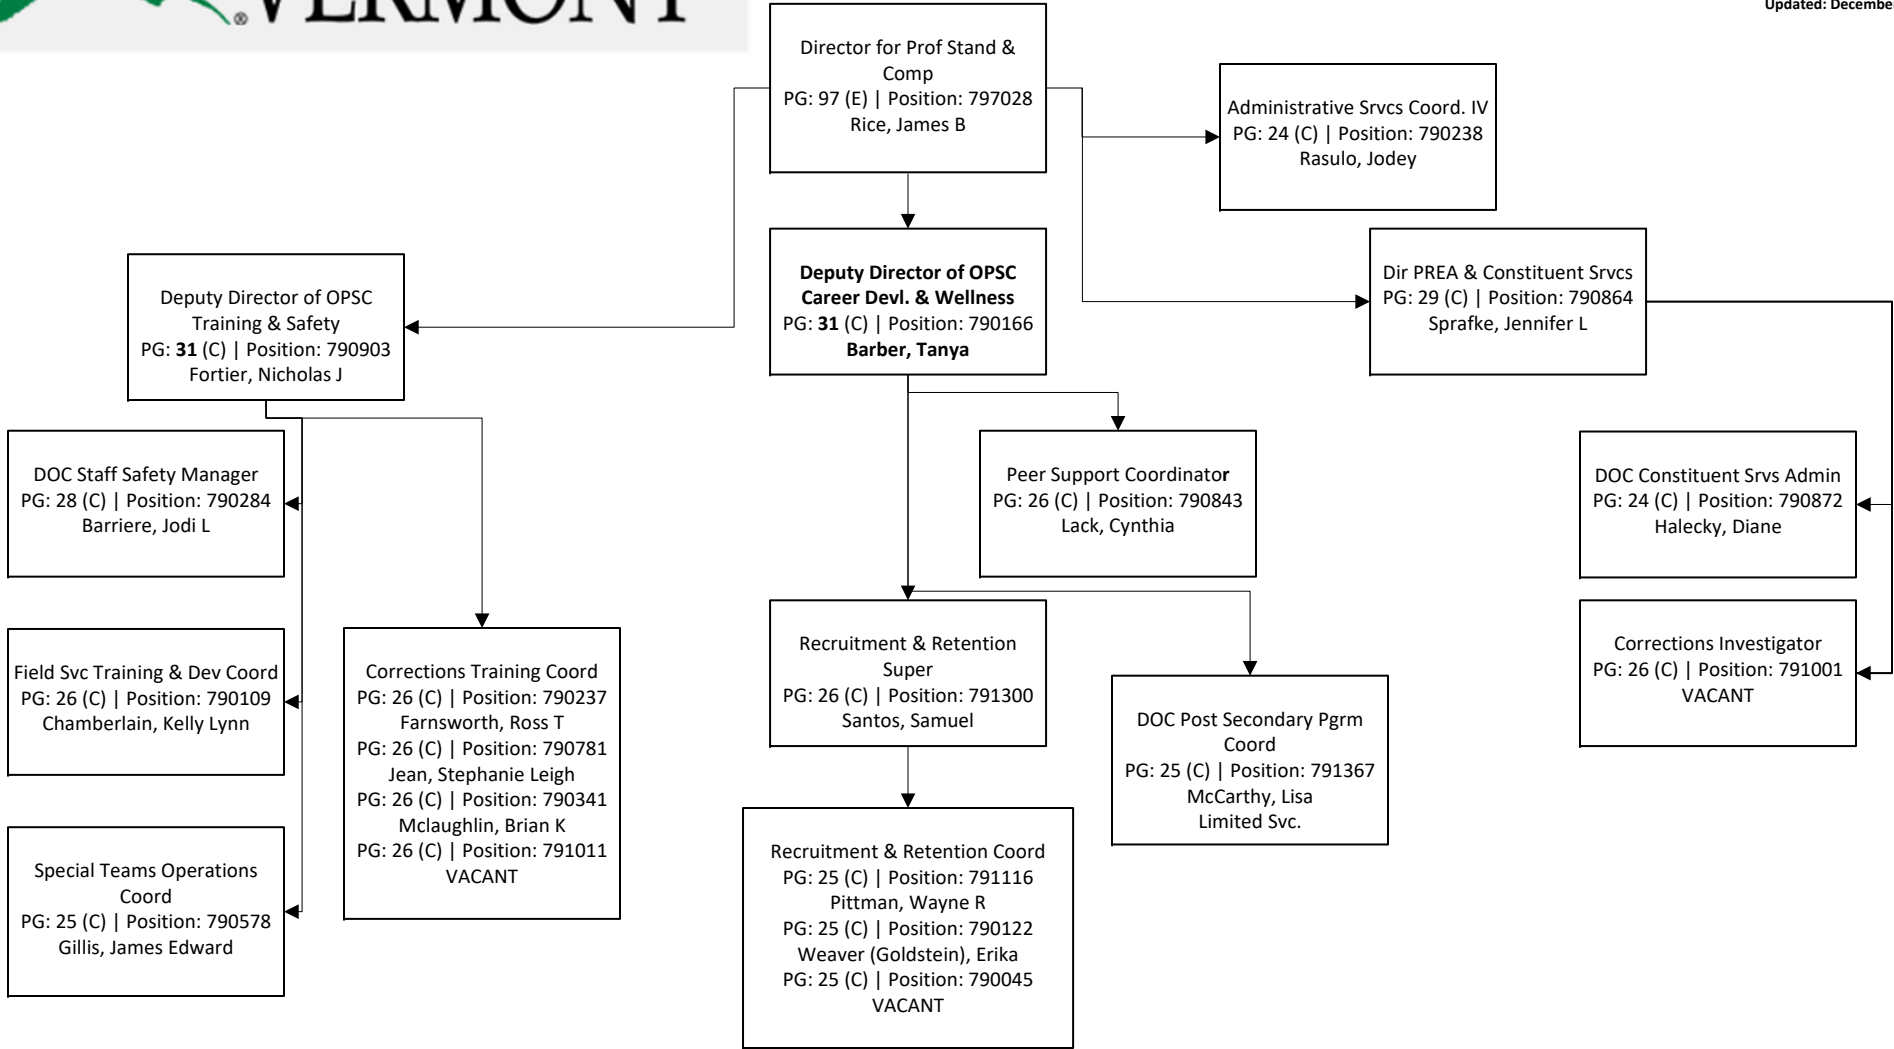 VERMONT
®
Updated: December
Director for Prof Stand &
Comp
PG: 97 (E) | Position: 797028
Rice, James B
Administrative Srvcs Coord. IV
PG: 24 (C) | Position: 790238
Rasulo, Jodey
Deputy Director of OPSC
Training & Safety
PG: 31 (C) | Position: 790903
Fortier, Nicholas J
Deputy Director of OPSC
Career Devl. & Wellness
PG: 31 (C) | Position: 790166
Barber, Tanya
Dir PREA & Constituent Srvcs
PG: 29 (C) | Position: 790864
Sprafke, Jennifer L
DOC Staff Safety Manager
PG: 28 (C) | Position: 790284
Barriere, Jodi L
Peer Support Coordinator
PG: 26 (C) | Position: 790843
Lack, Cynthia
DOC Constituent Srvs Admin
PG: 24 (C) | Position: 790872
Halecky, Diane
Field Svc Training & Dev Coord
PG: 26 (C) | Position: 790109
Chamberlain, Kelly Lynn
Corrections Training Coord
PG: 26 (C) | Position: 790237
Farnsworth, Ross T
PG: 26 (C) | Position: 790781
Jean, Stephanie Leigh
PG: 26 (C) | Position: 790341
Mclaughlin, Brian K
PG: 26 (C) | Position: 791011
VACANT
Recruitment & Retention
Super
PG: 26 (C) | Position: 791300
Santos, Samuel
DOC Post Secondary Pgrm
Coord
PG: 25 (C) | Position: 791367
McCarthy, Lisa
Limited Svc.
Corrections Investigator
PG: 26 (C) | Position: 791001
VACANT
Special Teams Operations
Coord
PG: 25 (C) | Position: 790578
Gillis, James Edward
Recruitment & Retention Coord
PG: 25 (C) | Position: 791116
Pittman, Wayne R
PG: 25 (C) | Position: 790122
Weaver (Goldstein), Erika
PG: 25 (C) | Position: 790045
VACANT